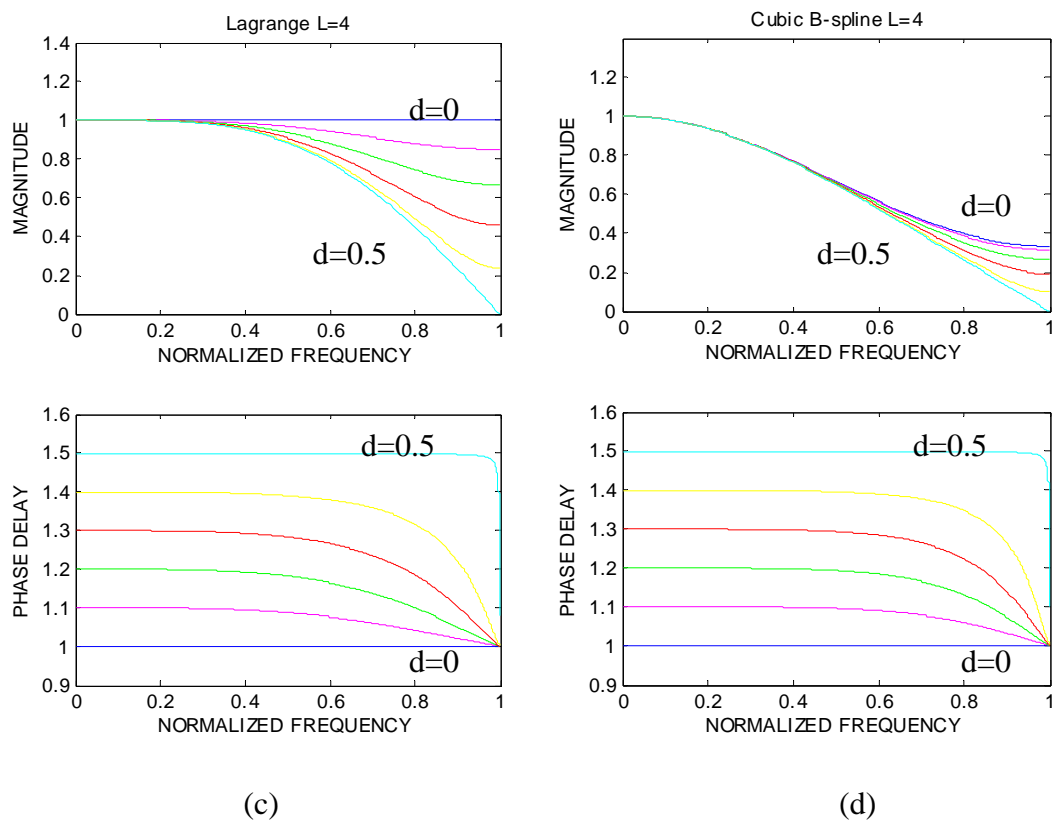 Lagrange L=4
1.4
1.2
1
0.8
0.6
0.4
0.2
0
MAGNITUDE
d=0
d=0.5
0 0.2 0.4 0.6 0.8 1
NORMALIZED FREQUENCY
Cubic B-spline L=4
1.2
1
0.8
0.6
0.4
0.2
0
MAGNITUDE
d=0
d=0.5
0 0.2 0.4 0.6 0.8 1
NORMALIZED FREQUENCY
1.6
1.5
1.4
1.3
1.2
1.1
1
0.9
PHASE DELAY
d=0.5
d=0
0 0.2 0.4 0.6 0.8 1
NORMALIZED FREQUENCY
(c)
1.6
1.5
1.4
1.3
1.2
1.1
1
0.9
PHASE DELAY
d=0.5
d=0
0 0.2 0.4 0.6 0.8 1
NORMALIZED FREQUENCY
(d)